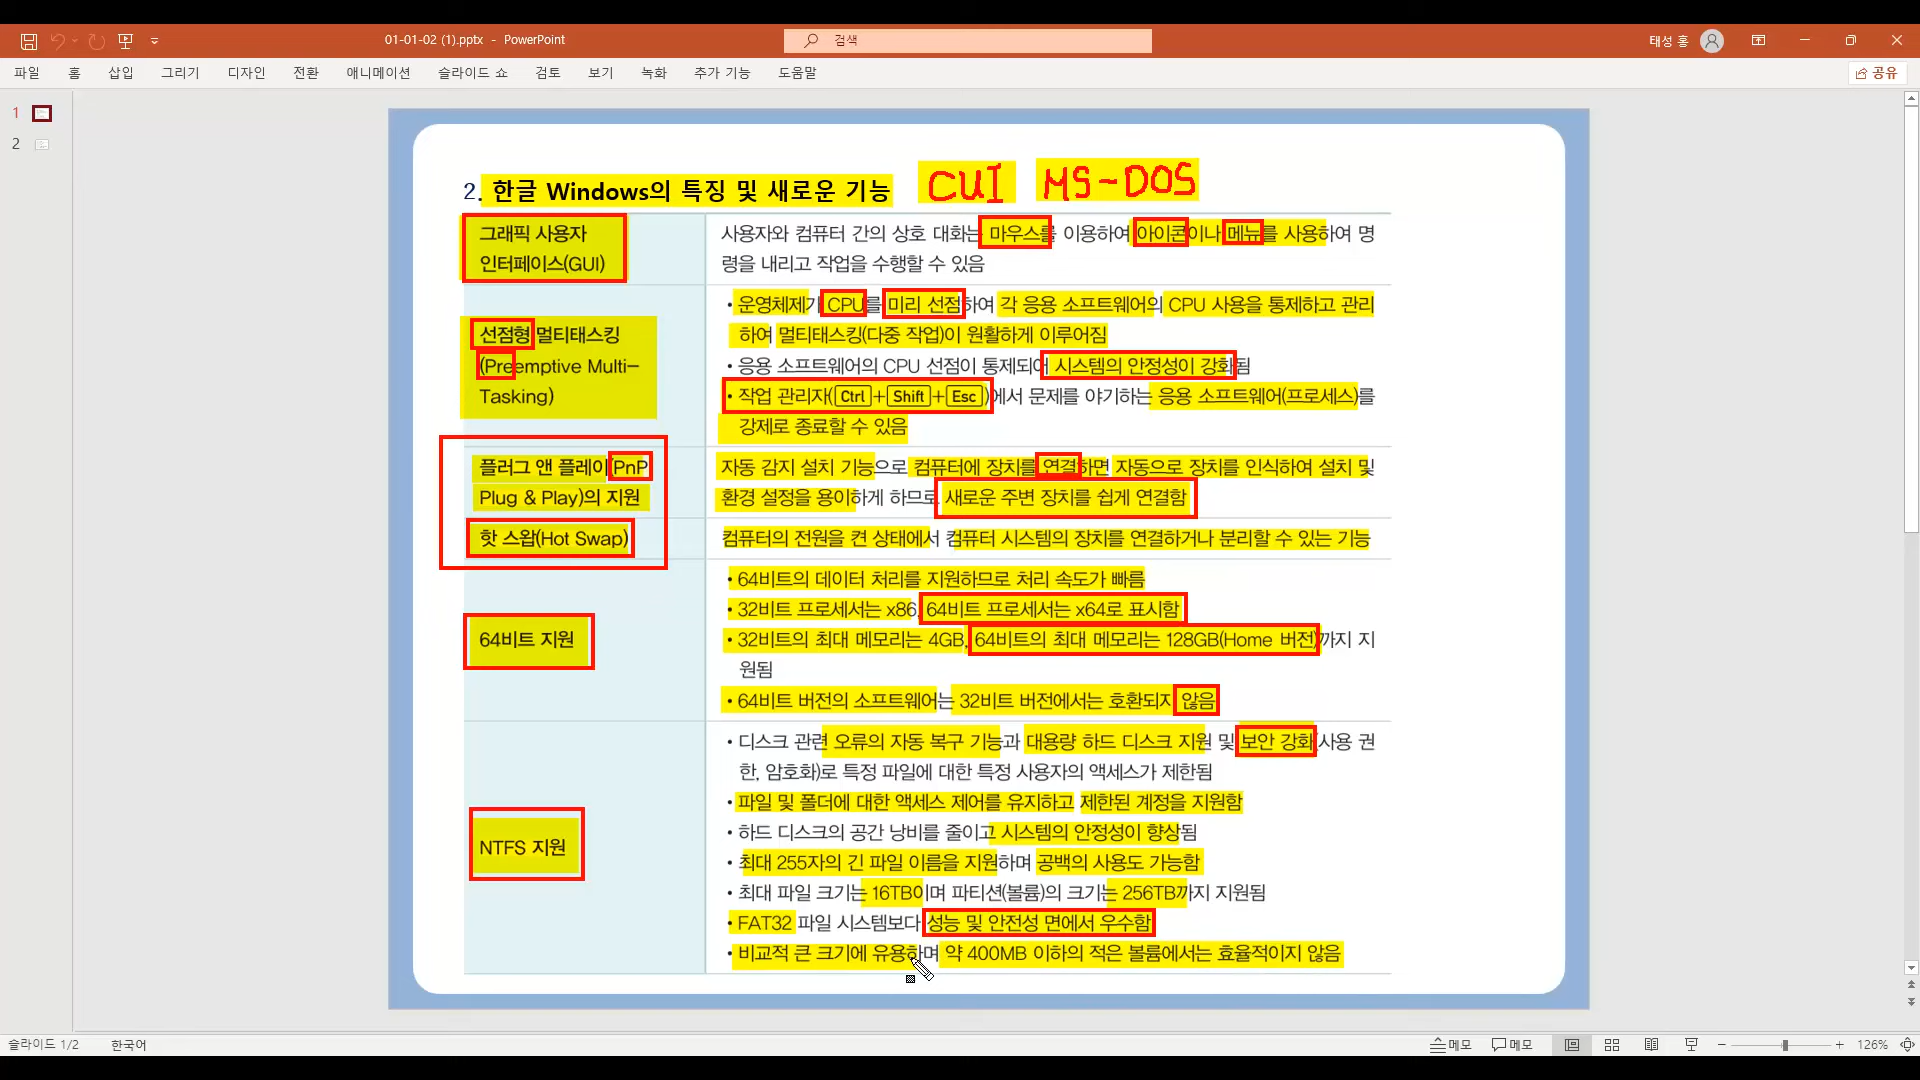 01-01-02 (1).pptx - PowerPoint
검색
태성 홍
파일 홈 삽입 그리기 디자인 전환 애니메이션 슬라이드 쇼 검토 보기 녹화 추가 기능 도움말
공유
1
2
2. 한글 Windows의 특징 및 새로운 기능 CUI MS-DOS
그래픽 사용자
인터페이스(GUI)
사용자와 컴퓨터 간의 상호 대화는 마우스를 이용하여 아이콘이나 메뉴를 사용하여 명
령을 내리고 작업을 수행할 수 있음
선점형 멀티태스킹
(Preemptive Multi-
Tasking)
• 운영체제가 CPU를 미리 선점하여 각 응용 소프트웨어의 CPU 사용을 통제하고 관리
하여 멀티태스킹(다중 작업)이 원활하게 이루어짐
• 응용 소프트웨어의 CPU 선점이 통제되어 시스템의 안정성이 강화됨
• 작업 관리자(Ctrl+Shift+Esc)에서 문제를 야기하는 응용 소프트웨어(프로세스)를
강제로 종료할 수 있음
플러그 앤 플레이(PnP
Plug & Play)의 지원
자동 감지 설치 기능으로 컴퓨터에 장치를 연결하면 자동으로 장치를 인식하여 설치 및
환경 설정을 용이하게 하므로 새로운 주변 장치를 쉽게 연결함
핫 스왑(Hot Swap)
컴퓨터의 전원을 켠 상태에서 컴퓨터 시스템의 장치를 연결하거나 분리할 수 있는 기능
64비트 지원
• 64비트의 데이터 처리를 지원하므로 처리 속도가 빠름
• 32비트 프로세서는 x86, 64비트 프로세서는 x64로 표시함
• 32비트의 최대 메모리는 4GB, 64비트의 최대 메모리는 128GB(Home 버전)까지 지
원됨
• 64비트 버전의 소프트웨어는 32비트 버전에서는 호환되지 않음
NTFS 지원
• 디스크 관련 오류의 자동 복구 기능과 대용량 하드 디스크 지원 및 보안 강화(사용 권
한, 암호화)로 특정 파일에 대한 특정 사용자의 액세스가 제한됨
• 파일 및 폴더에 대한 액세스 제어를 유지하고 제한된 계정을 지원함
• 하드 디스크의 공간 낭비를 줄이고 시스템의 안정성이 향상됨
• 최대 255자의 긴 파일 이름을 지원하며 공백의 사용도 가능함
• 최대 파일 크기는 16TB이며 파티션(볼륨)의 크기는 256TB까지 지원됨
• FAT32 파일 시스템보다 성능 및 안전성 면에서 우수함
• 비교적 큰 크기에 유용하며 약 400MB 이하의 적은 볼륨에서는 효율적이지 않음
슬라이드 1/2 한국어 메모 메모 126%